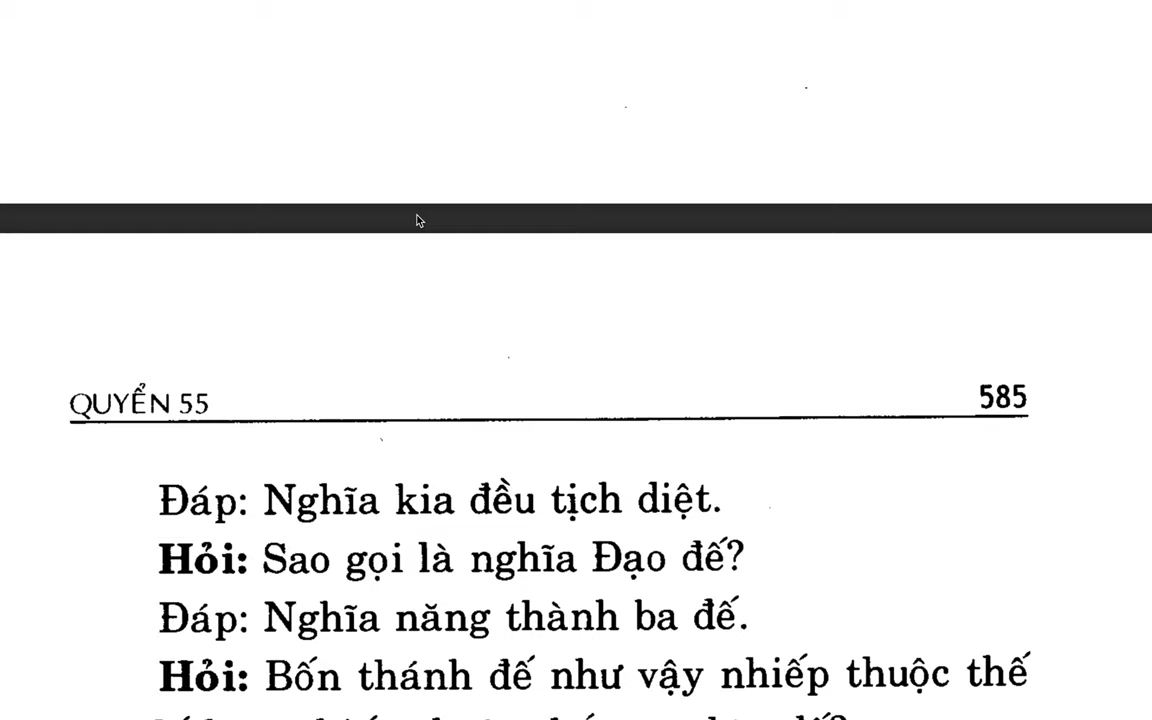 QUYỂN 55 585
Đáp: Nghĩa kia đều tịch diệt.
Hỏi: Sao gọi là nghĩa Đạo đế?
Đáp: Nghĩa năng thành ba đế.
Hỏi: Bốn thánh đế như vậy nhiếp thuộc thế